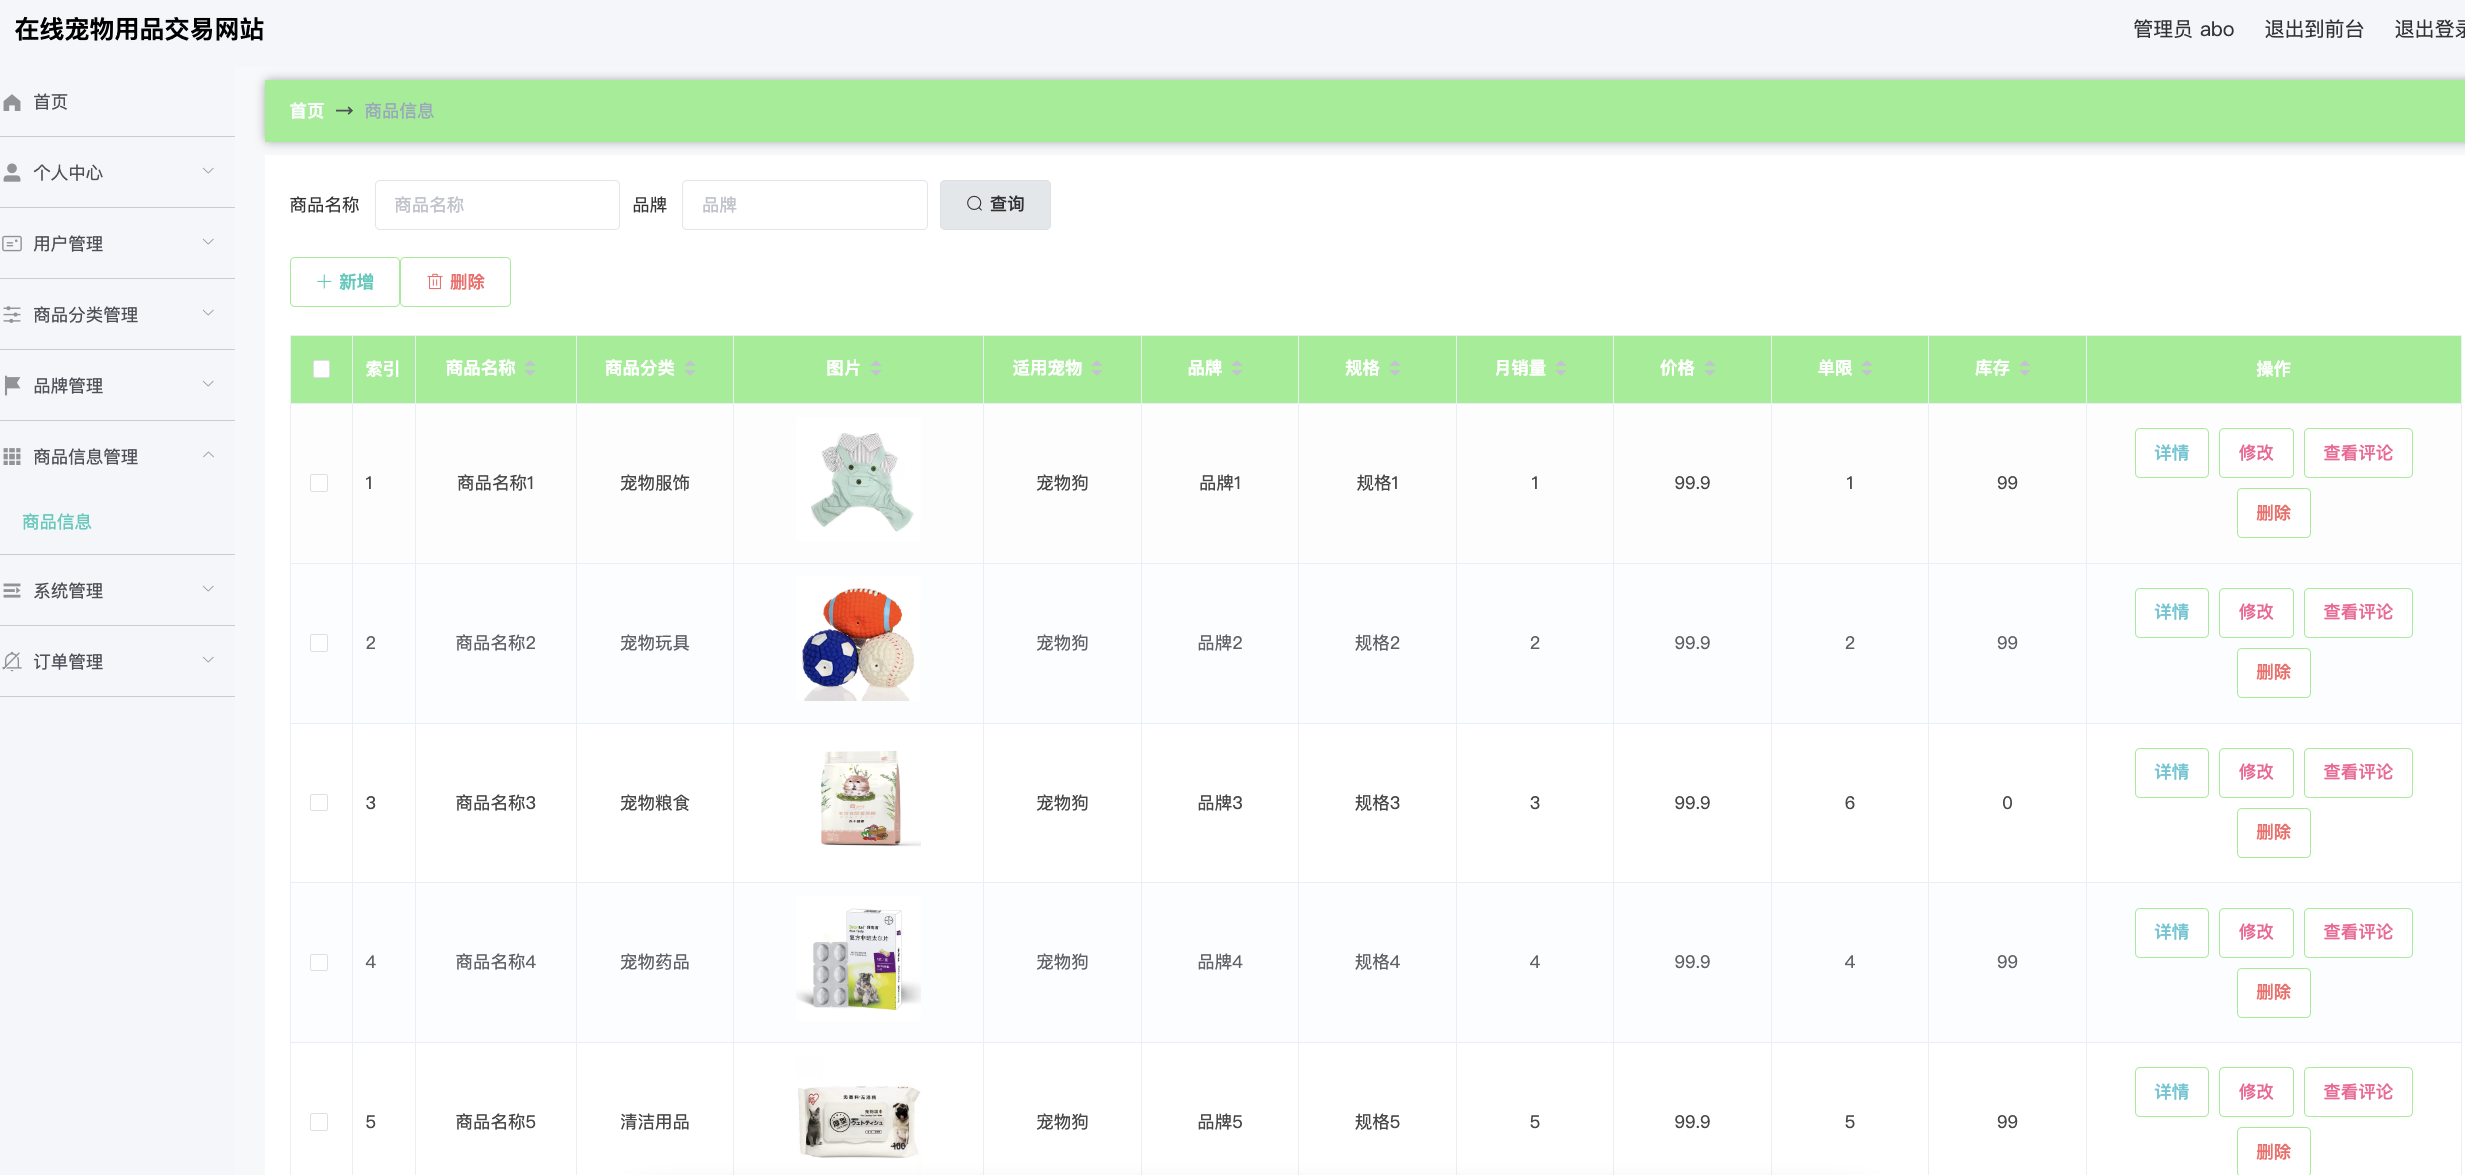 在线宠物用品交易网站
管理员 abo 退出到前台 退出登录
首页
个人中心
用户管理
商品分类管理
品牌管理
商品信息管理
商品信息
系统管理
订单管理
首页 → 商品信息
商品名称 商品名称 品牌 品牌 查询
新增 删除
索引 商品名称 商品分类 图片 适用宠物 品牌 规格 月销量 价格 单限 库存 操作
1 商品名称1 宠物服饰 宠物狗 品牌1 规格1 1 99.9 1 99 详情 修改 查看评论
删除
2 商品名称2 宠物玩具 宠物狗 品牌2 规格2 2 99.9 2 99 详情 修改 查看评论
删除
3 商品名称3 宠物粮食 宠物狗 品牌3 规格3 3 99.9 6 0 详情 修改 查看评论
删除
4 商品名称4 宠物药品 宠物狗 品牌4 规格4 4 99.9 4 99 详情 修改 查看评论
删除
5 商品名称5 清洁用品 宠物狗 品牌5 规格5 5 99.9 5 99 详情 修改 查看评论
删除